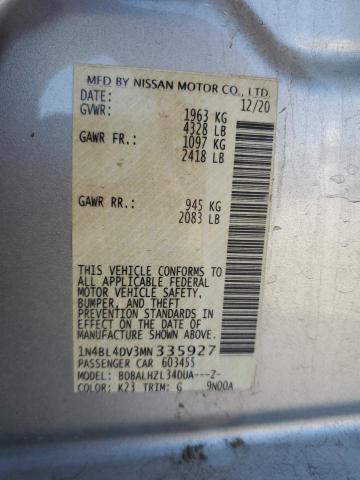 MFD BY NISSAN MOTOR CO., LTD.
DATE: 12/20
GVWR: 1963 KG
4328 LB
GAWR FR.: 1097 KG
2418 LB
GAWR RR.: 945 KG
2083 LB
THIS VEHICLE CONFORMS TO
ALL APPLICABLE FEDERAL
MOTOR VEHICLE SAFETY,
BUMPER, AND THEFT
PREVENTION STANDARDS IN
EFFECT ON THE DATE OF
MANUFACTURE SHOWN ABOVE.
1N4BL4DV3MN335927
PASSENGER CAR 603455
MODEL: BDBALHZL34DUA---Z-
COLOR: K23 TRIM: G 9N00A